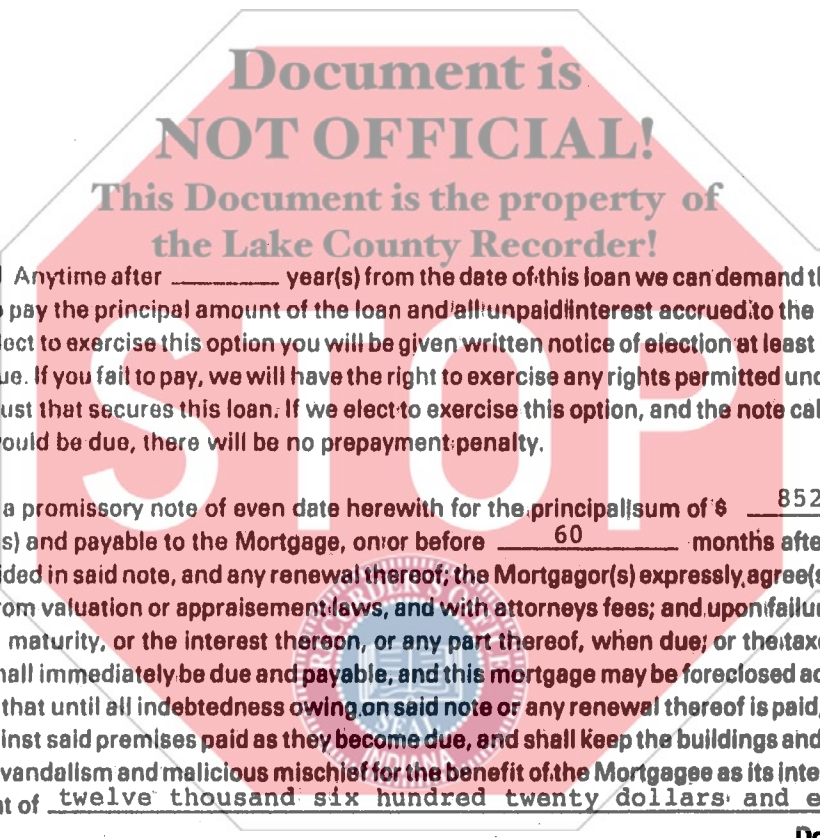 Document is
NOT OFFICIAL!
This Document is the property of
the Lake County Recorder!
Anytime after ________ year(s) from the date of this loan we can demand
pay the principal amount of the loan and all unpaid interest accrued to the
ect to exercise this option you will be given written notice of election at least
ue. If you fail to pay, we will have the right to exercise any rights permitted und
ust that secures this loan. If we elect to exercise this option, and the note cal
ould be due, there will be no prepayment penalty.
STOP
a promissory note of even date herewith for the principal sum of $ 852
s) and payable to the Mortgage, on or before 60 months afte
ided in said note, and any renewal thereof; the Mortgagor(s) expressly agree(s
rom valuation or appraisement laws, and with attorneys fees; and upon failur
maturity, or the interest thereon, or any part thereof, when due; or the taxe
hall immediately be due and payable, and this mortgage may be foreclosed ac
that until all indebtedness owing on said note or any renewal thereof is paid,
inst said premises paid as they become due, and shall keep the buildings and
vandalism and malicious mischief for the benefit of the Mortgagee as its inte
nt of twelve thousand six hundred twenty dollars and e
RECORDER'S OFFICE
SEAL
INDIANA